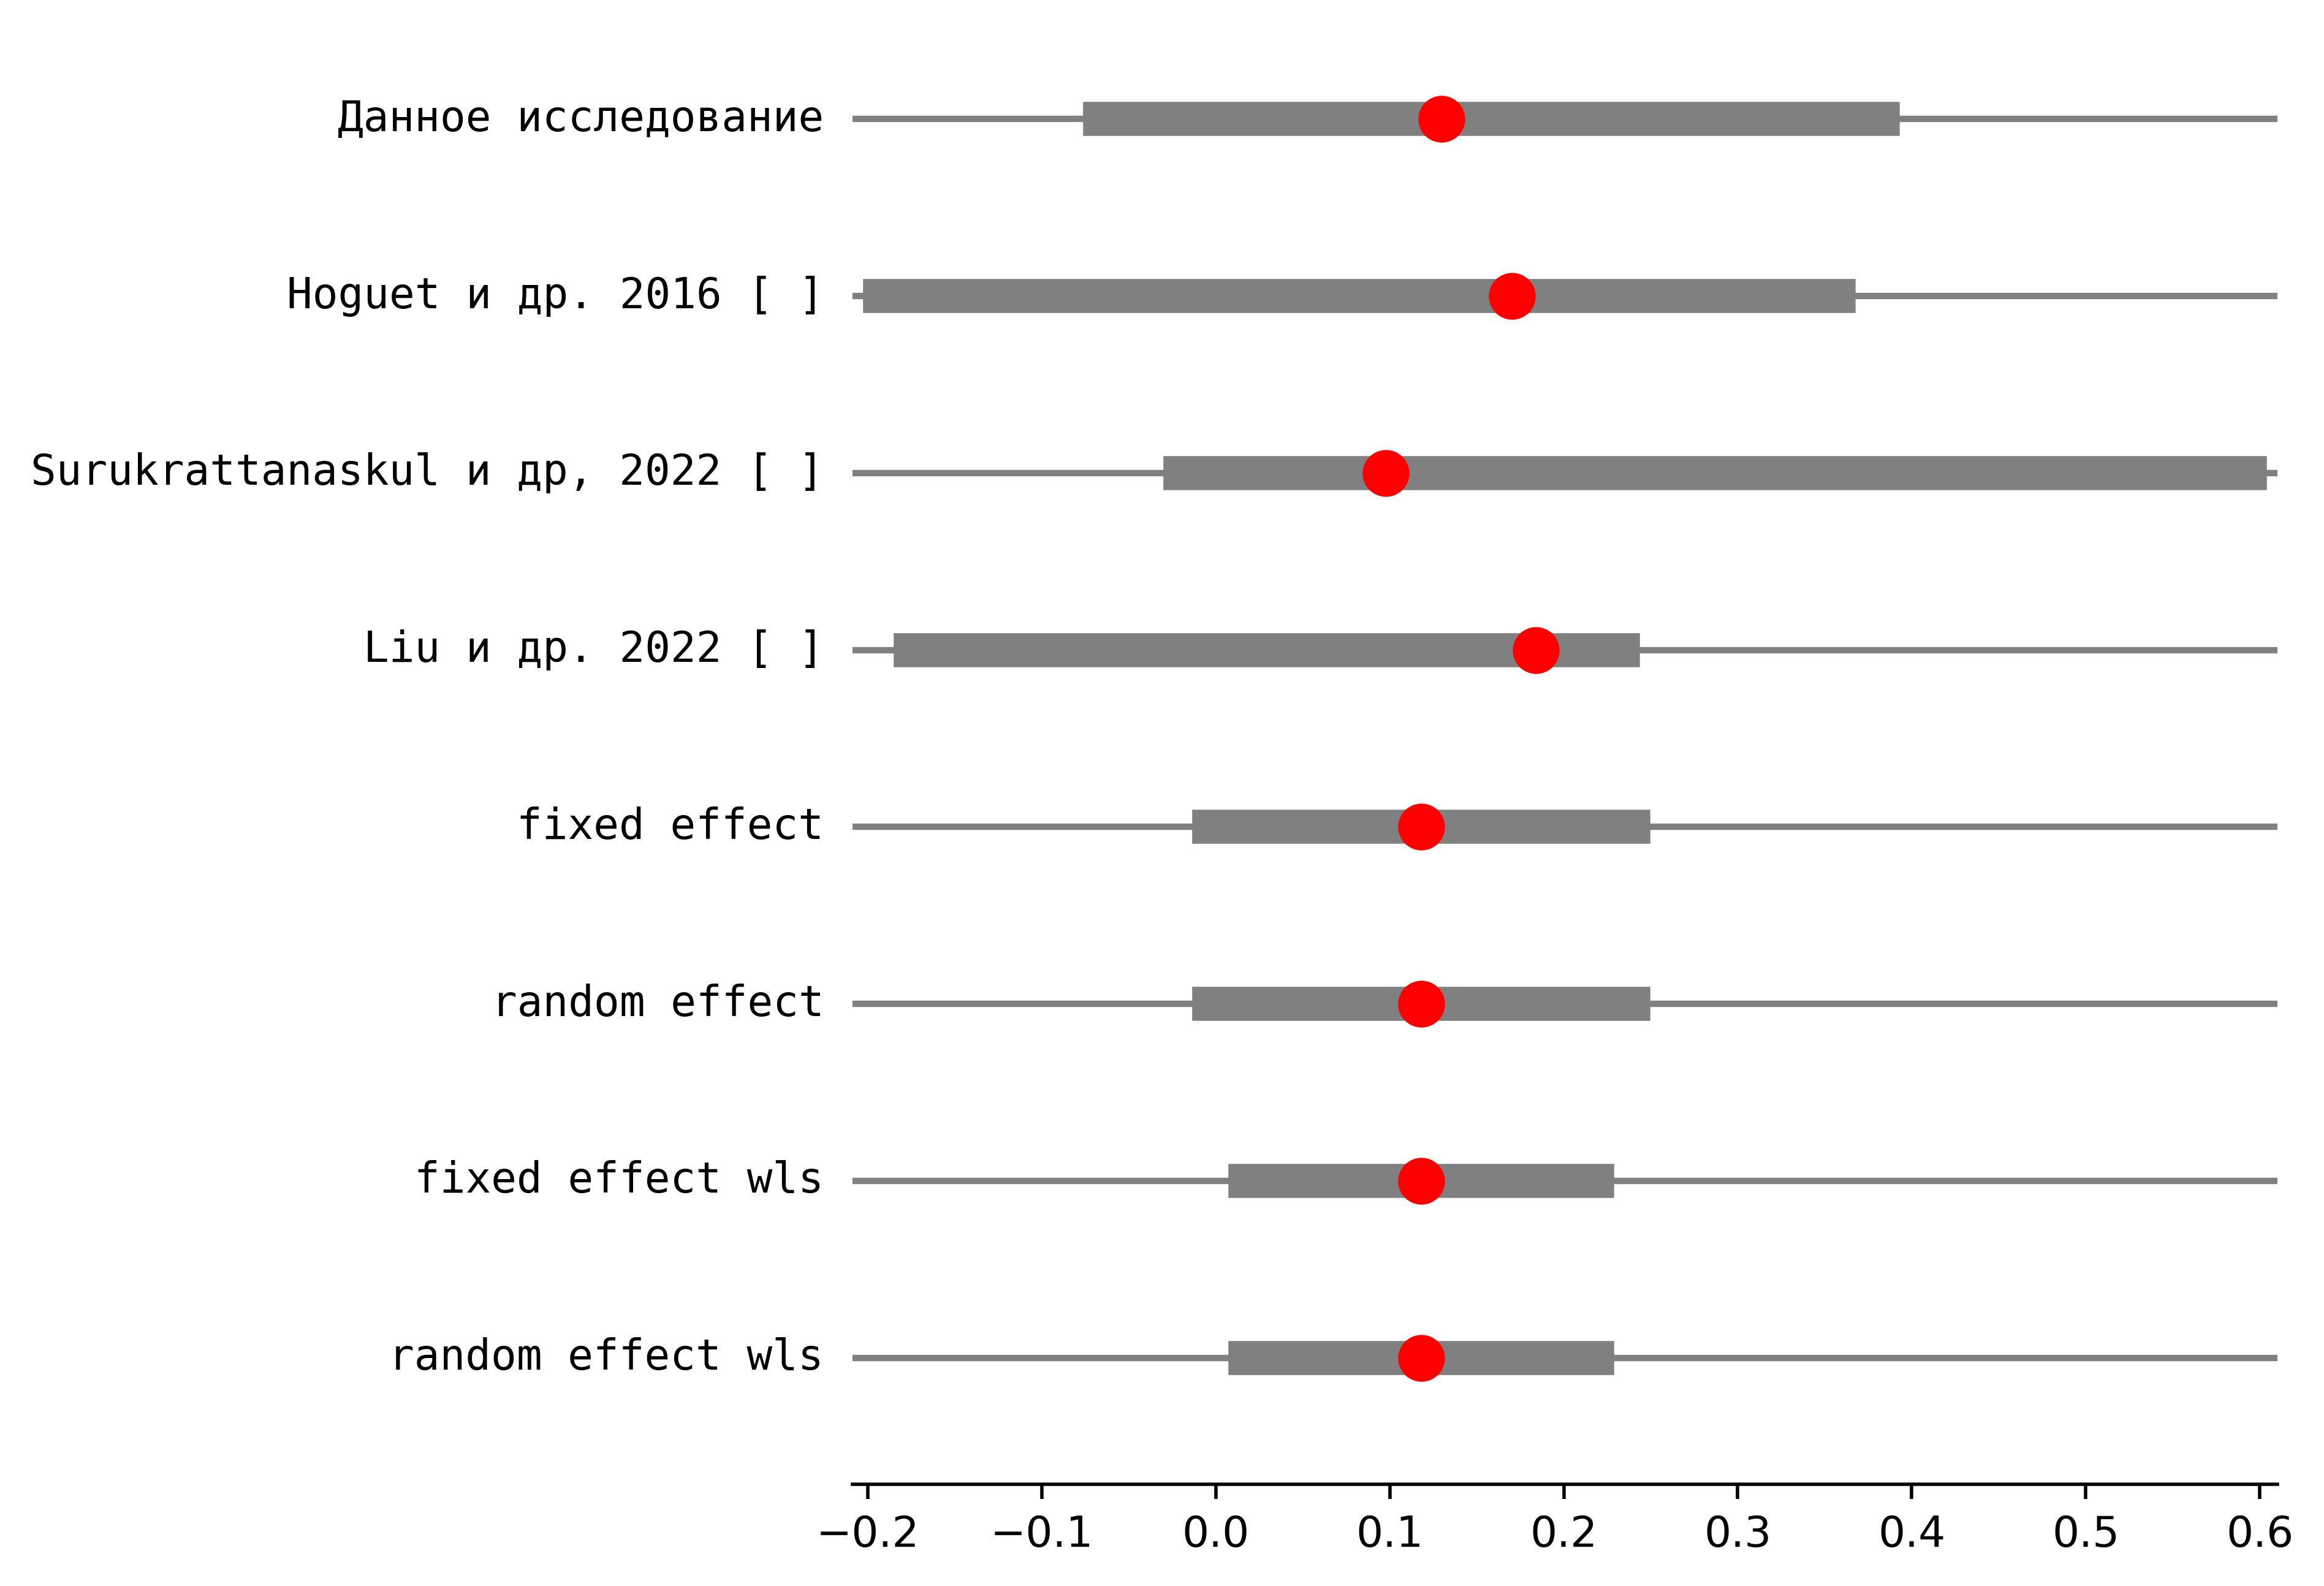 Данное исследование
Hoguet и др. 2016 [ ]
Surukrattanaskul и др, 2022 [ ]
Liu и др. 2022 [ ]
fixed effect
random effect
fixed effect wls
random effect wls
−0.2 −0.1 0.0 0.1 0.2 0.3 0.4 0.5 0.6